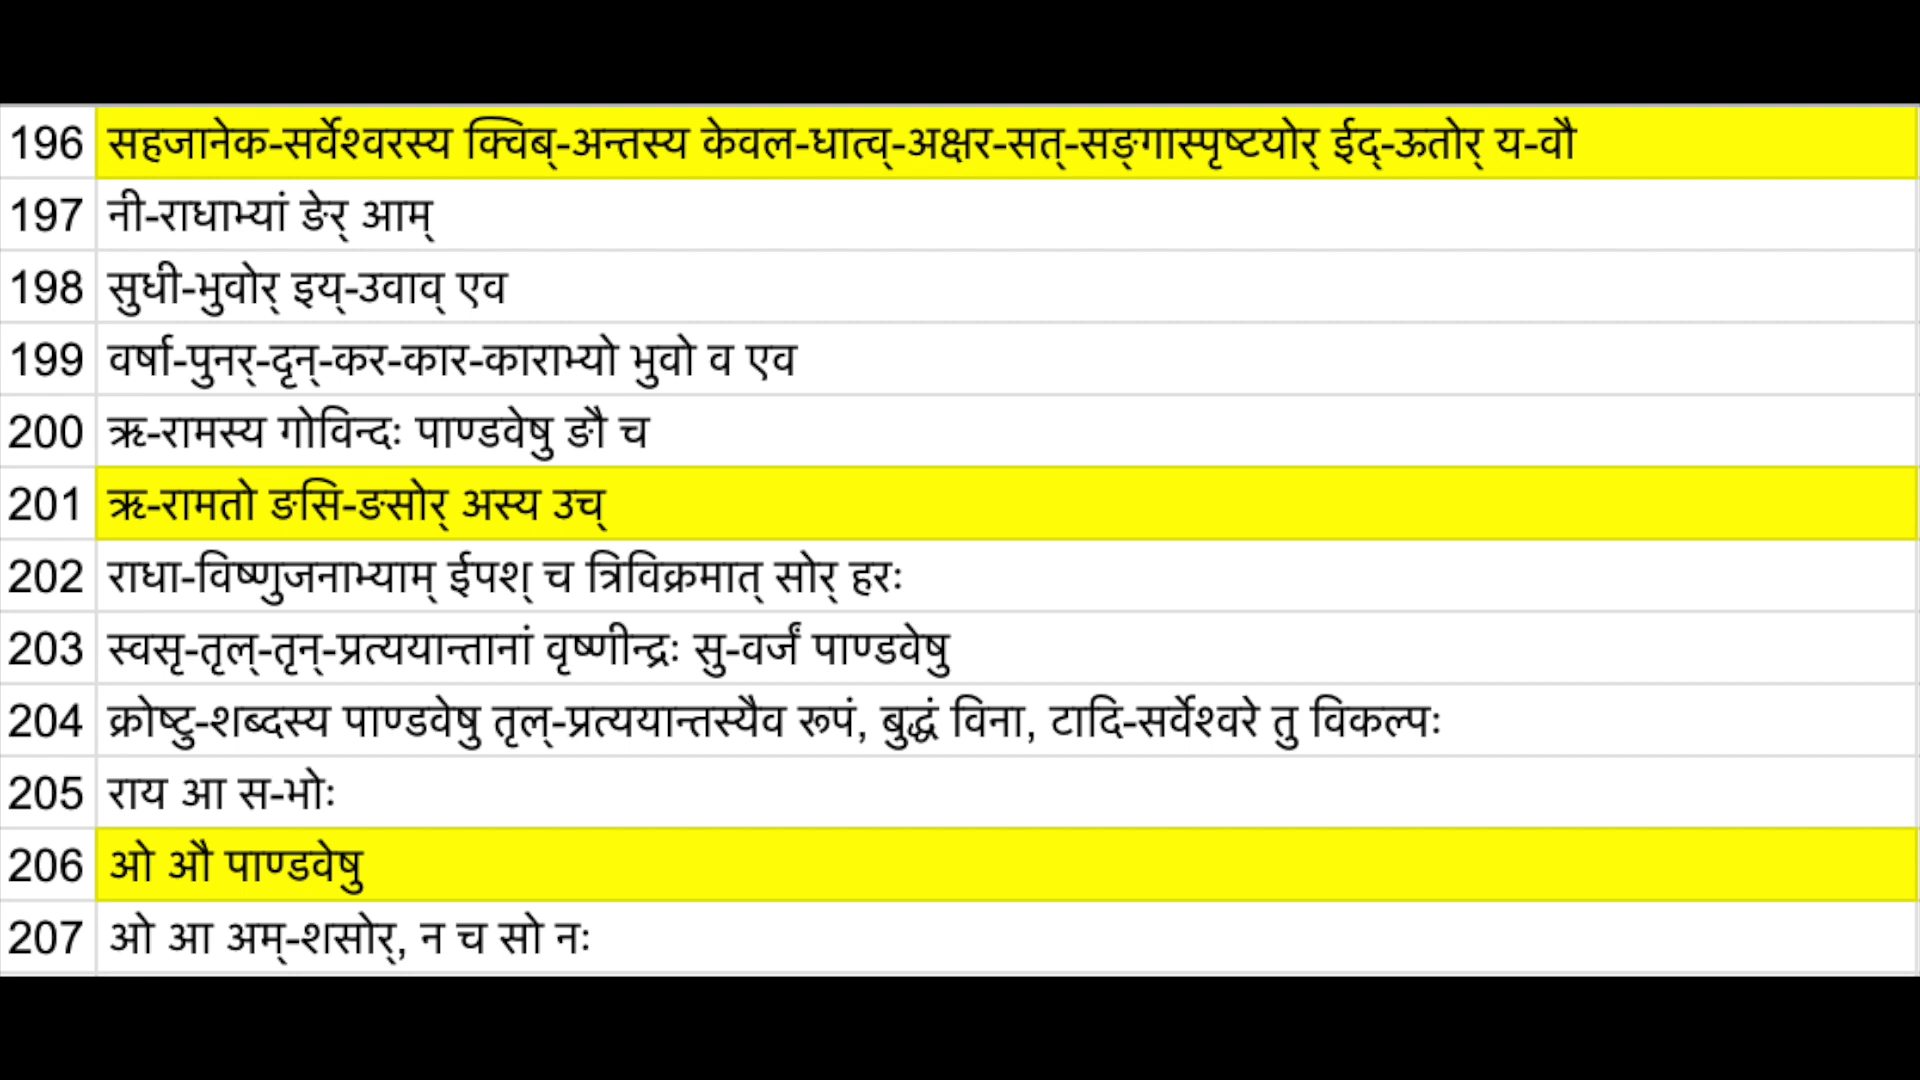 196 सहजानेक-सर्वेश्वरस्य क्विब्-अन्तस्य केवल-धात्व्-अक्षर-सत्-सङ्गास्पृष्टयोर् ईद्-ऊतोर् य-वौ
197 नी-राधाभ्यां ङेर् आम्
198 सुधी-भुवोर् इय्-उवाव् एव
199 वर्षा-पुनर्-दृन्-कर-कार-काराभ्यो भुवो व एव
200 ऋ-रामस्य गोविन्दः पाण्डवेषु ङौ च
201 ऋ-रामतो ङसि-ङसोर् अस्य उच्
202 राधा-विष्णुजनाभ्याम् ईपश् च त्रिविक्रमात् सोर् हरः
203 स्वसृ-तृल्-तृन्-प्रत्ययान्तानां वृष्णीन्द्रः सु-वर्जं पाण्डवेषु
204 क्रोष्टु-शब्दस्य पाण्डवेषु तृल्-प्रत्ययान्तस्यैव रूपं, बुद्धं विना, टादि-सर्वेश्वरे तु विकल्पः
205 राय आ स-भोः
206 ओ औ पाण्डवेषु
207 ओ आ अम्-शसोर्, न च सो नः